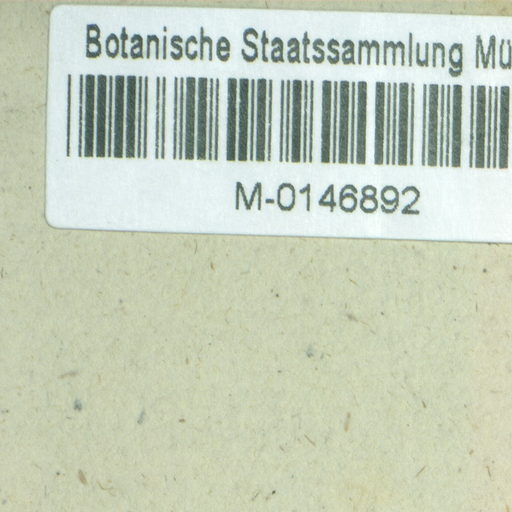 Botanische Staatssammlung Mü
M-0146892